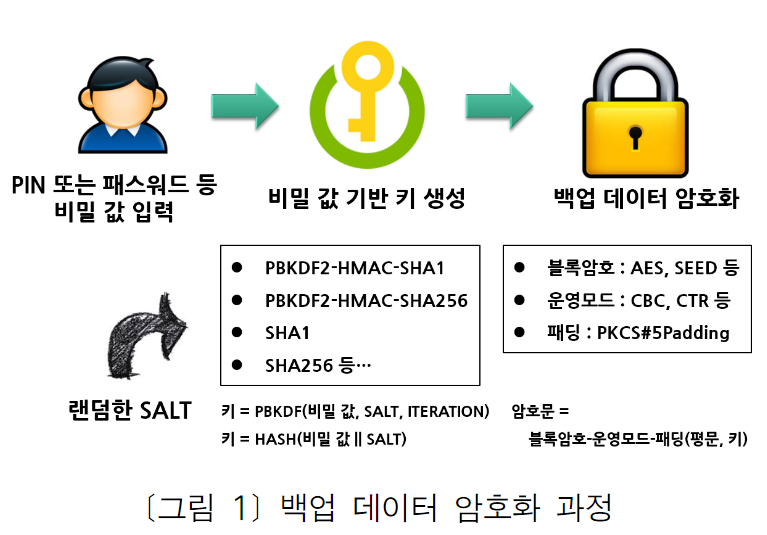 PIN 또는 패스워드 등
비밀 값 입력
비밀 값 기반 키 생성
백업 데이터 암호화
● PBKDF2-HMAC-SHA1
● PBKDF2-HMAC-SHA256
● SHA1
● SHA256 등…
● 블록암호 : AES, SEED 등
● 운영모드 : CBC, CTR 등
● 패딩 : PKCS#5Padding
랜덤한 SALT
키 = PBKDF(비밀 값, SALT, ITERATION)
키 = HASH(비밀 값 ∥ SALT)
암호문 =
블록암호-운영모드-패딩(평문, 키)
〔그림 1〕 백업 데이터 암호화 과정